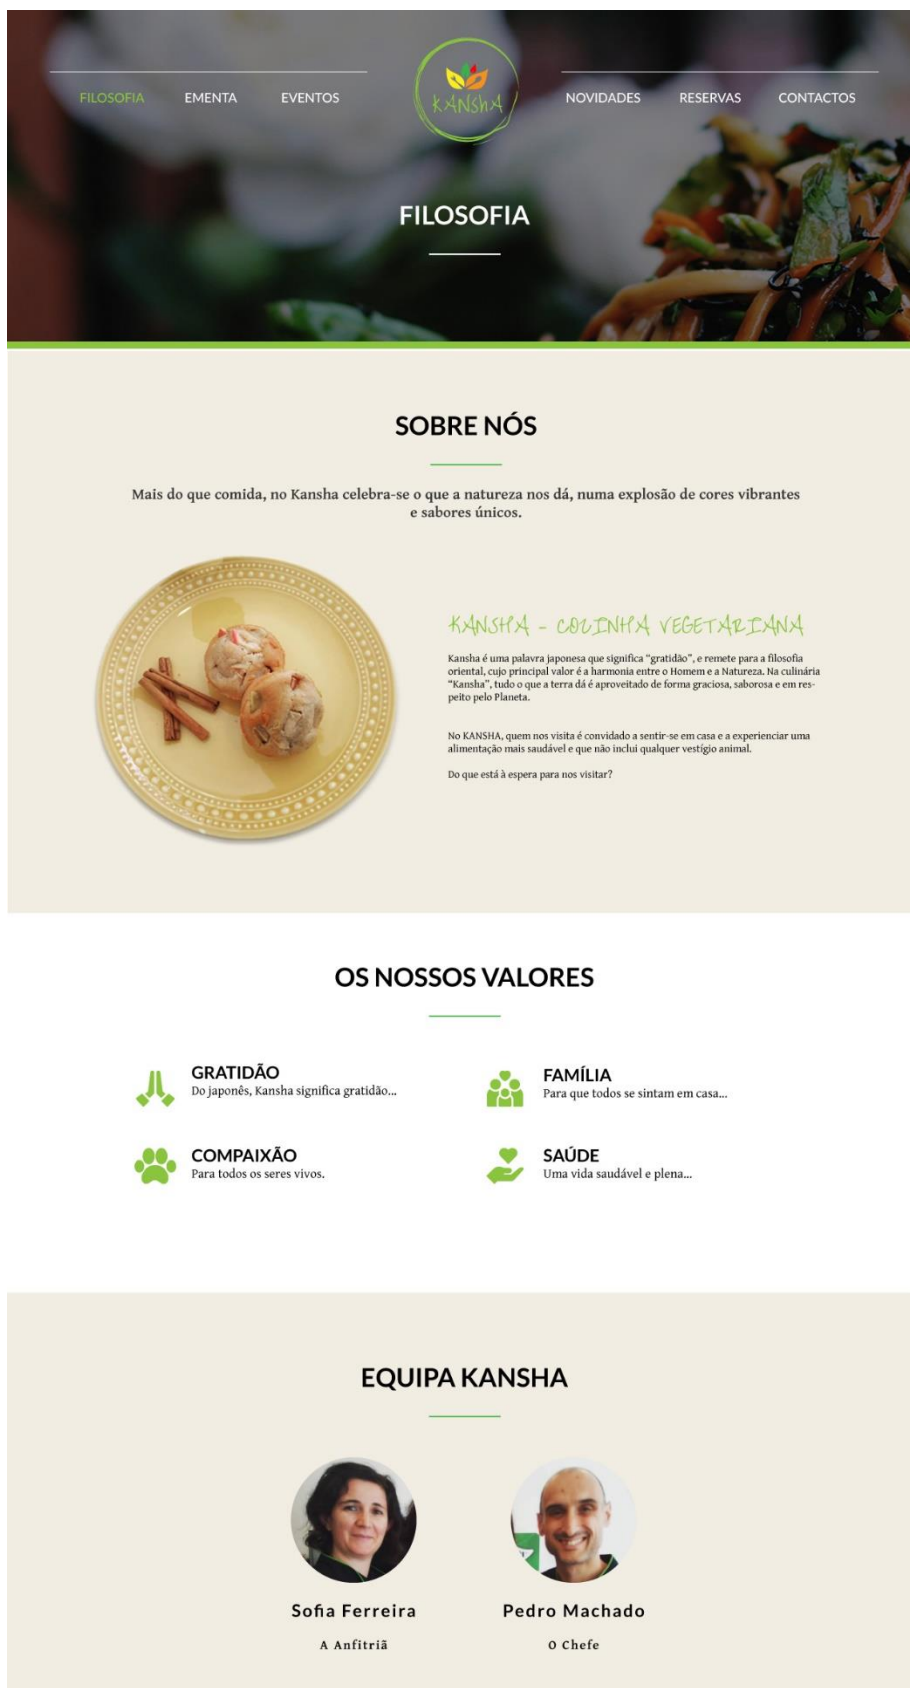 FILOSOFIA EMENTA EVENTOS KANSHA NOVIDADES RESERVAS CONTACTOS
FILOSOFIA
SOBRE NÓS
Mais do que comida, no Kansha celebra-se o que a natureza nos dá, numa explosão de cores vibrantes
e sabores únicos.
KANSHA - COZINHA VEGETARIANA
Kansha é uma palavra japonesa que significa “gratidão”, e remete para a filosofia
oriental, cujo principal valor é a harmonia entre o Homem e a Natureza. Na culinária
“Kansha”, tudo o que a terra dá é aproveitado de forma graciosa, saborosa e em res-
peito pelo Planeta.
No KANSHA, quem nos visita é convidado a sentir-se em casa e a experienciar uma
alimentação mais saudável e que não inclui qualquer vestígio animal.
Do que está à espera para nos visitar?
OS NOSSOS VALORES
GRATIDÃO
Do japonês, Kansha significa gratidão...
FAMÍLIA
Para que todos se sintam em casa...
COMPAIXÃO
Para todos os seres vivos.
SAÚDE
Uma vida saudável e plena...
EQUIPA KANSHA
Sofia Ferreira
A Anfitriã
Pedro Machado
O Chefe